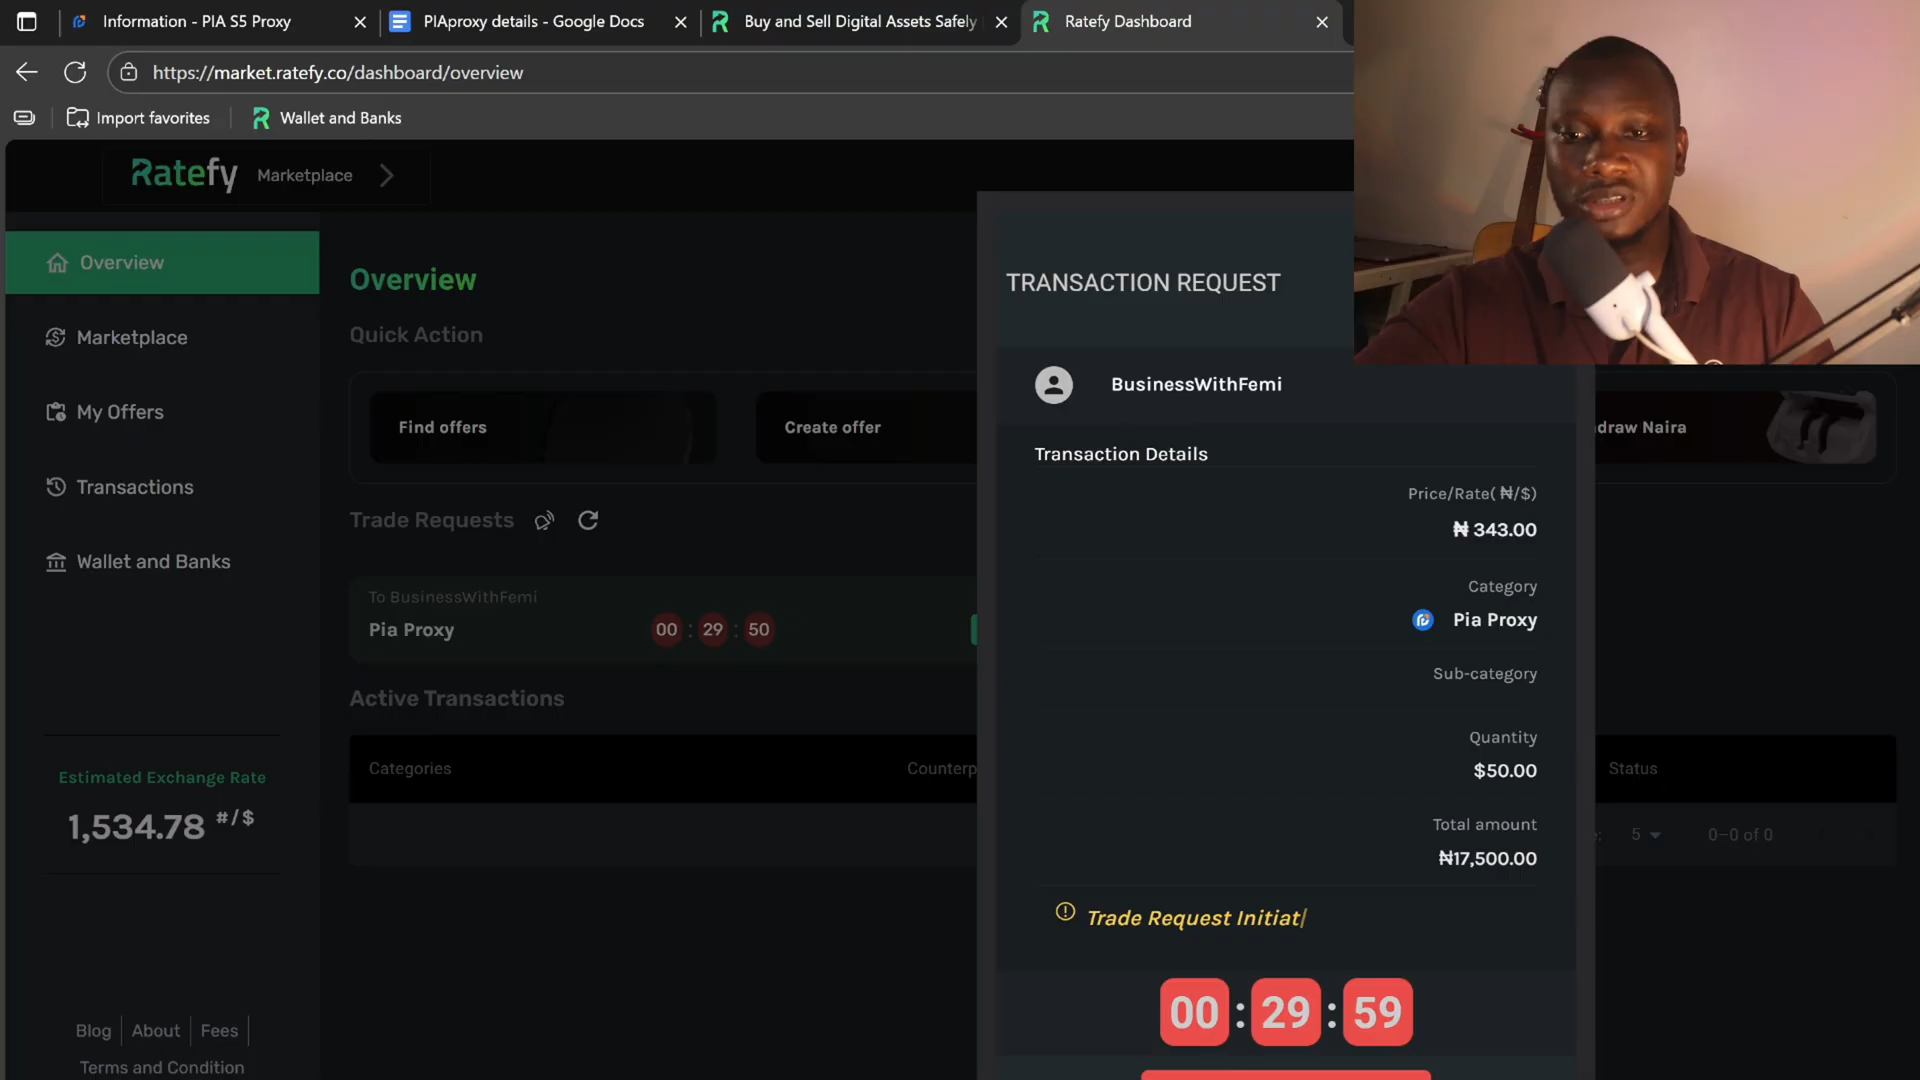 Information - PIA S5 Proxy
PIAproxy details - Google Docs
Buy and Sell Digital Assets Safely
Ratefy Dashboard
https://market.ratefy.co/dashboard/overview
Import favorites
Wallet and Banks
Ratefy
Marketplace
Overview
Marketplace
My Offers
Transactions
Wallet and Banks
Estimated Exchange Rate
1,534.78 #/$
Blog
About
Fees
Terms and Condition
Overview
Quick Action
Find offers
Create offer
draw Naira
Trade Requests
To BusinessWithFemi
Pia Proxy
00 : 29 : 50
Active Transactions
Categories
Counterp
Status
5
0–0 of 0
TRANSACTION REQUEST
BusinessWithFemi
Transaction Details
Price/Rate( ₦/$)
₦ 343.00
Category
Pia Proxy
Sub-category
Quantity
$50.00
Total amount
₦17,500.00
Trade Request Initiat
00 : 29 : 59